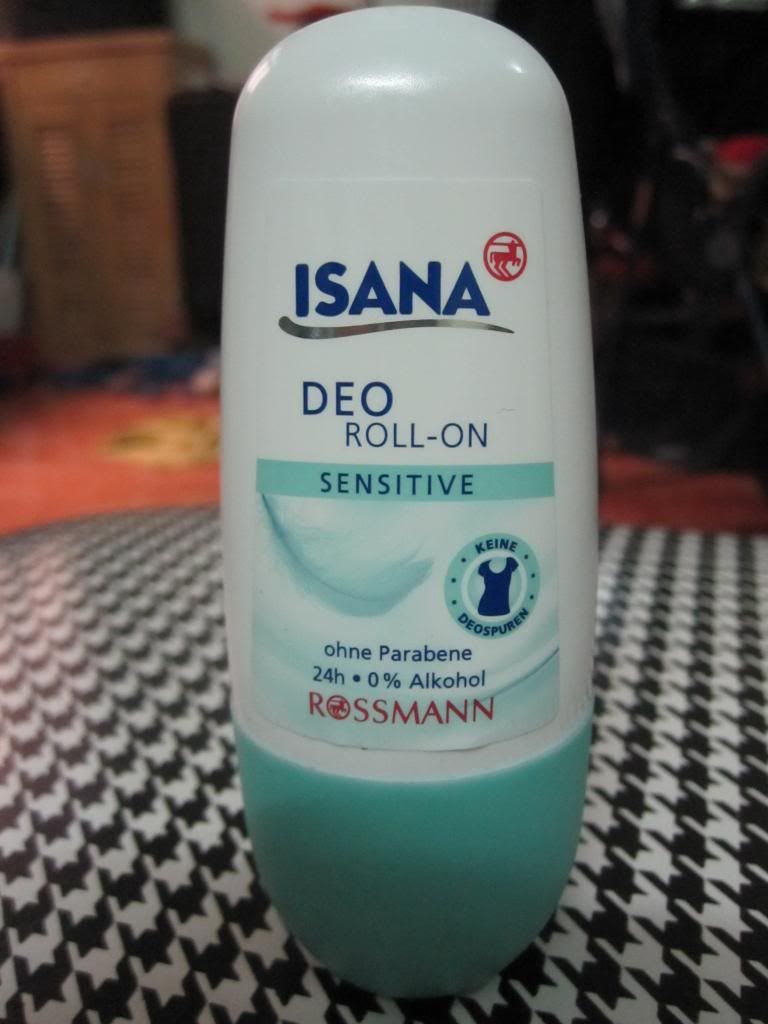 ISANA
DEO
ROLL-ON
SENSITIVE
KEINE
DEOSPUREN
ohne Parabene
24h • 0% Alkohol
ROSSMANN